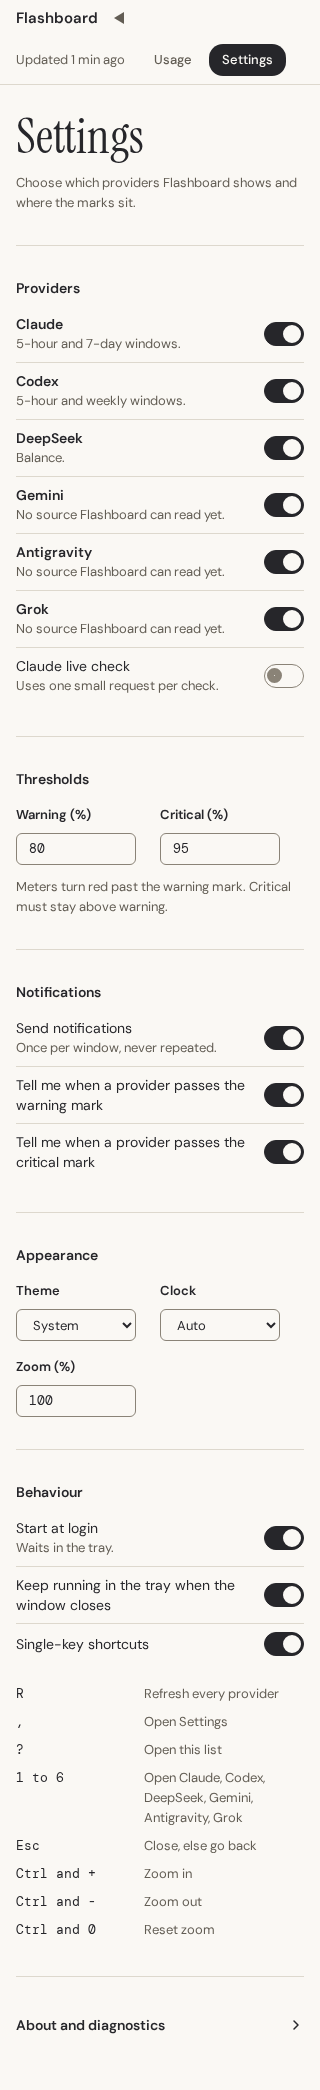 Flashboard
Updated 1 min ago
Usage
Settings
Settings
Choose which providers Flashboard shows and
where the marks sit.
Providers
Claude
5-hour and 7-day windows.
Codex
5-hour and weekly windows.
DeepSeek
Balance.
Gemini
No source Flashboard can read yet.
Antigravity
No source Flashboard can read yet.
Grok
No source Flashboard can read yet.
Claude live check
Uses one small request per check.
Thresholds
Warning (%)
Critical (%)
80
95
Meters turn red past the warning mark. Critical
must stay above warning.
Notifications
Send notifications
Once per window, never repeated.
Tell me when a provider passes the
warning mark
Tell me when a provider passes the
critical mark
Appearance
Theme
Clock
System
Auto
Zoom (%)
100
Behaviour
Start at login
Waits in the tray.
Keep running in the tray when the
window closes
Single-key shortcuts
R
Refresh every provider
,
Open Settings
?
Open this list
1 to 6
Open Claude, Codex,
DeepSeek, Gemini,
Antigravity, Grok
Esc
Close, else go back
Ctrl and +
Zoom in
Ctrl and -
Zoom out
Ctrl and 0
Reset zoom
About and diagnostics